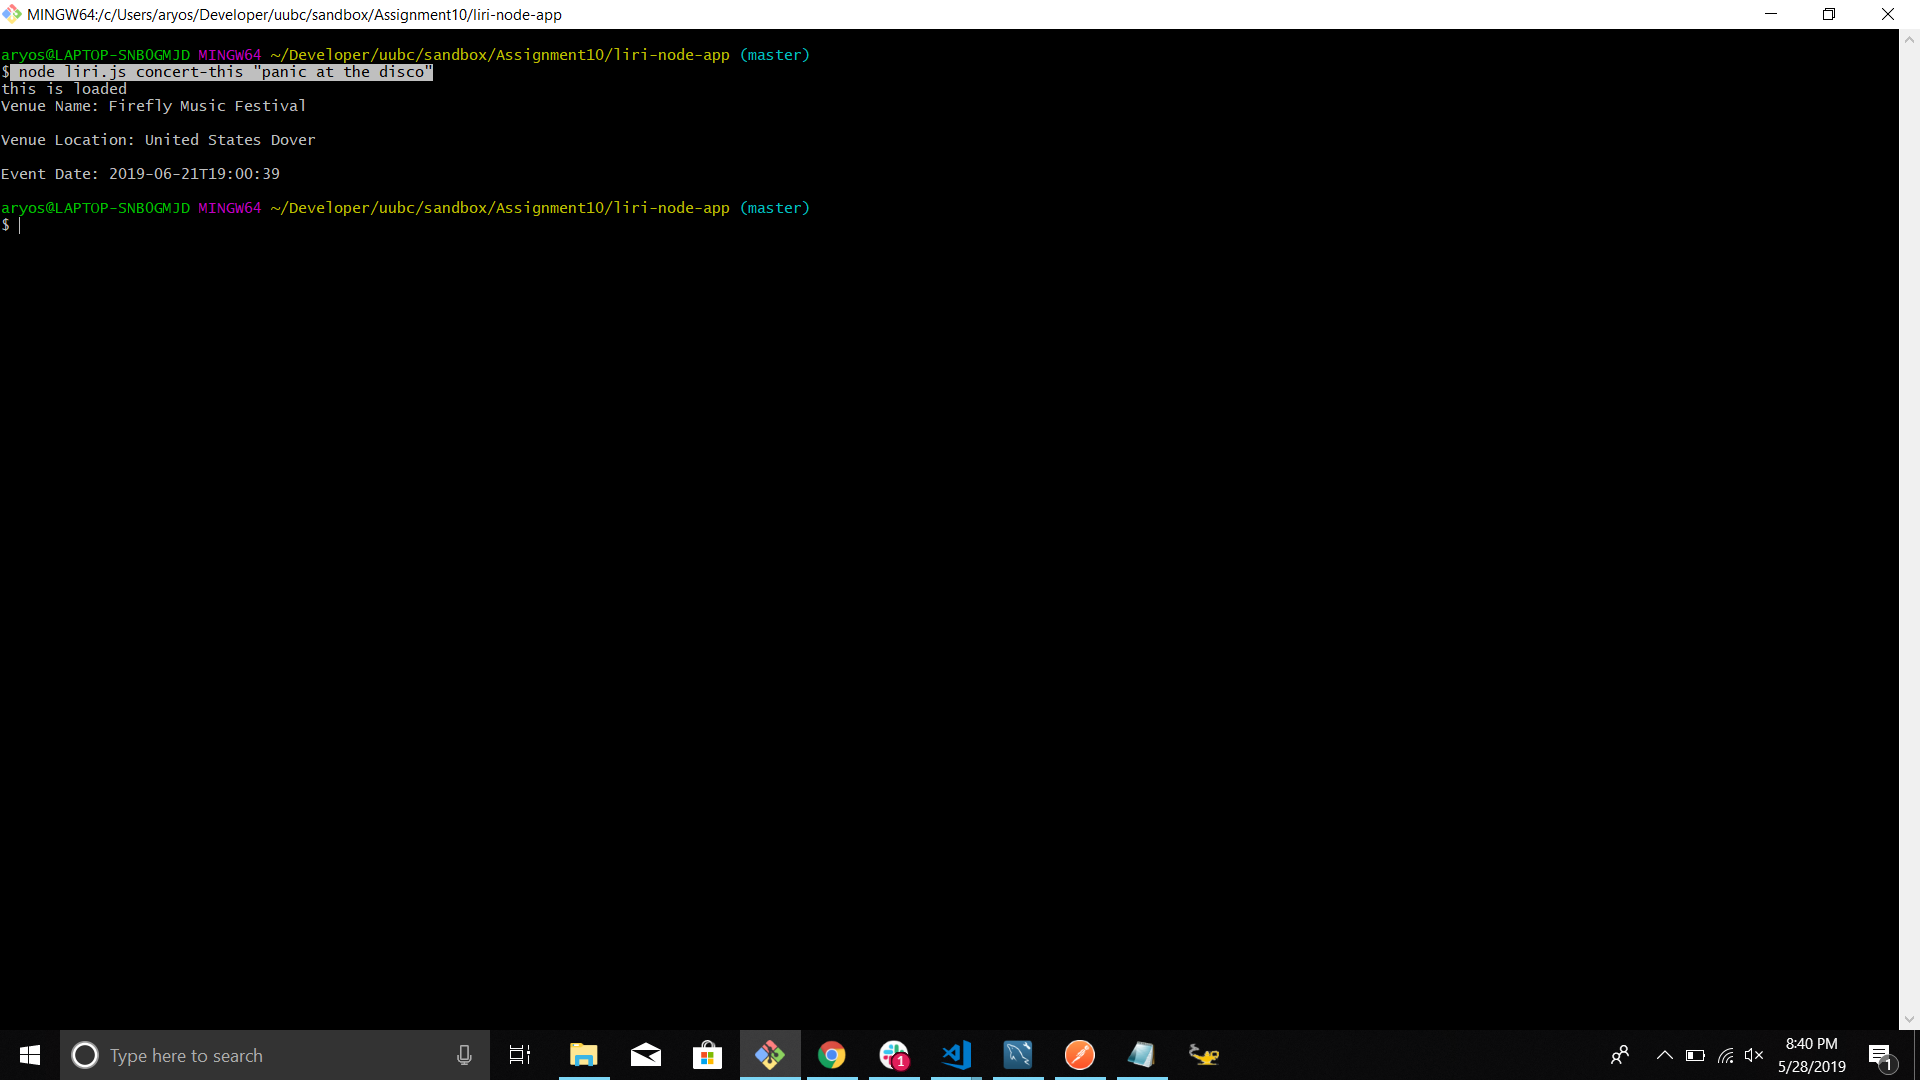 MINGW64:/c/Users/aryos/Developer/uubc/sandbox/Assignment10/liri-node-app
aryos@LAPTOP-SNB0GMJD MINGW64 ~/Developer/uubc/sandbox/Assignment10/liri-node-app (master)
$ node liri.js concert-this "panic at the disco"
this is loaded
Venue Name: Firefly Music Festival
Venue Location: United States Dover
Event Date: 2019-06-21T19:00:39
aryos@LAPTOP-SNB0GMJD MINGW64 ~/Developer/uubc/sandbox/Assignment10/liri-node-app (master)
$
Type here to search
1
8:40 PM
5/28/2019
1